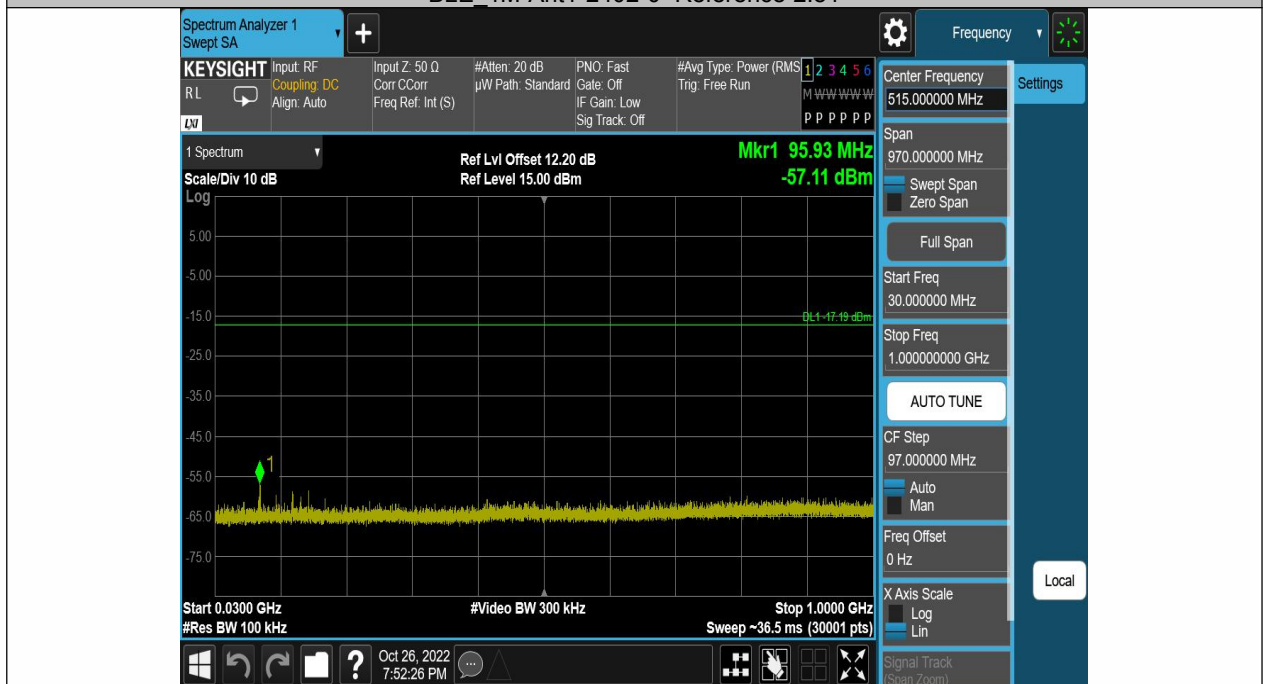 Spectrum Analyzer 1
Swept SA
Frequency
KEYSIGHT
RL
LXI
Input: RF
Coupling: DC
Align: Auto
Input Z: 50 Ω
Corr CCorr
Freq Ref: Int (S)
#Atten: 20 dB
µW Path: Standard
PNO: Fast
Gate: Off
IF Gain: Low
Sig Track: Off
#Avg Type: Power (RMS
Trig: Free Run
1 2 3 4 5 6
M W W W W W
P P P P P P
1 Spectrum
Scale/Div 10 dB
Log
Ref Lvl Offset 12.20 dB
Ref Level 15.00 dBm
Mkr1 95.93 MHz
-57.11 dBm
5.00
-5.00
-15.0
DL1 -17.19 dBm
-25.0
-35.0
-45.0
1
-55.0
-65.0
-75.0
Start 0.0300 GHz
#Video BW 300 kHz
Stop 1.0000 GHz
#Res BW 100 kHz
Sweep ~36.5 ms (30001 pts)
Center Frequency
515.000000 MHz
Settings
Span
970.000000 MHz
Swept Span
Zero Span
Full Span
Start Freq
30.000000 MHz
Stop Freq
1.000000000 GHz
AUTO TUNE
CF Step
97.000000 MHz
Auto
Man
Freq Offset
0 Hz
X Axis Scale
Log
Lin
Local
Signal Track
(Span Zoom)
?
Oct 26, 2022
7:52:26 PM